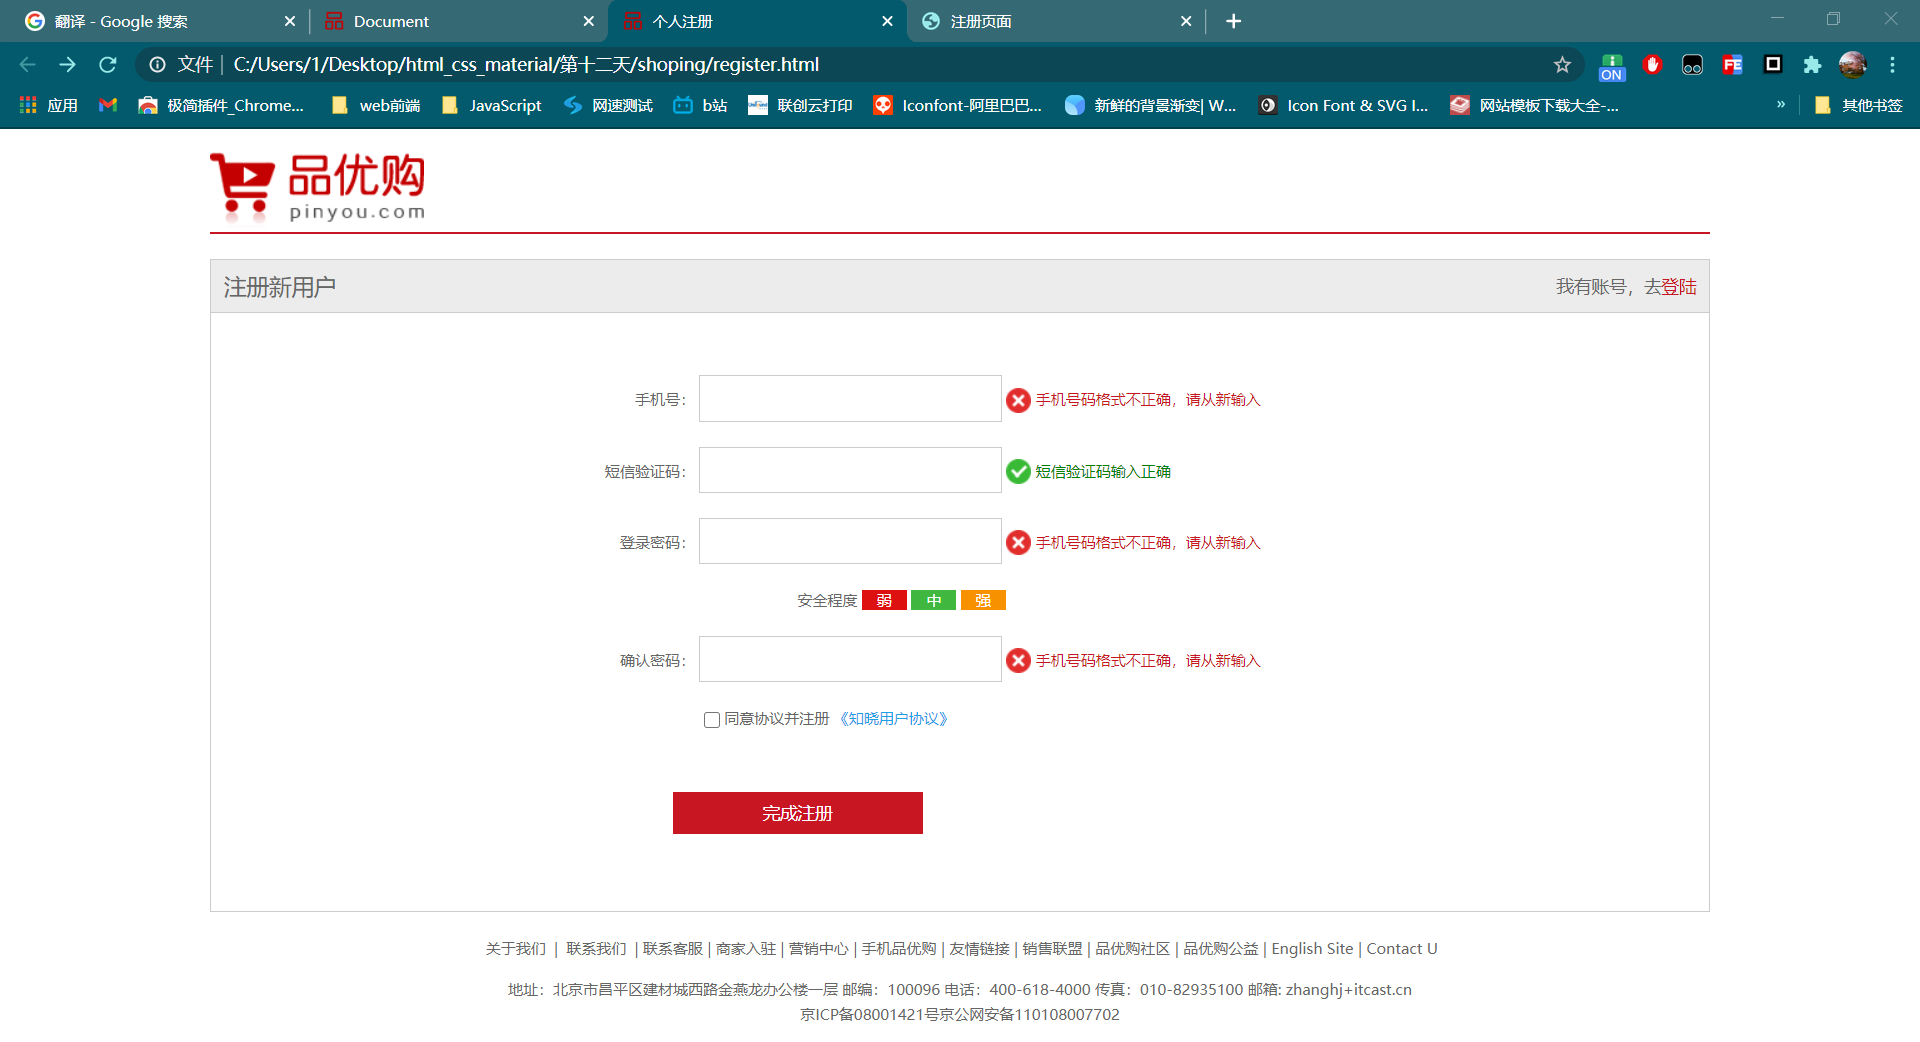 翻译 - Google 搜索
Document
个人注册
注册页面
文件 | C:/Users/1/Desktop/html_css_material/第十二天/shoping/register.html
ON
FE
应用
极简插件_Chrome...
web前端
JavaScript
网速测试
b站
联创云打印
Iconfont-阿里巴巴...
新鲜的背景渐变| W...
Icon Font & SVG I...
网站模板下载大全-...
»
其他书签
品优购
pinyou.com
注册新用户
我有账号，去登陆
手机号：
手机号码格式不正确，请从新输入
短信验证码：
短信验证码输入正确
登录密码：
手机号码格式不正确，请从新输入
安全程度 弱 中 强
确认密码：
手机号码格式不正确，请从新输入
同意协议并注册 《知晓用户协议》
完成注册
关于我们 | 联系我们 | 联系客服 | 商家入驻 | 营销中心 | 手机品优购 | 友情链接 | 销售联盟 | 品优购社区 | 品优购公益 | English Site | Contact U
地址：北京市昌平区建材城西路金燕龙办公楼一层 邮编：100096 电话：400-618-4000 传真：010-82935100 邮箱: zhanghj+itcast.cn
京ICP备08001421号京公网安备110108007702